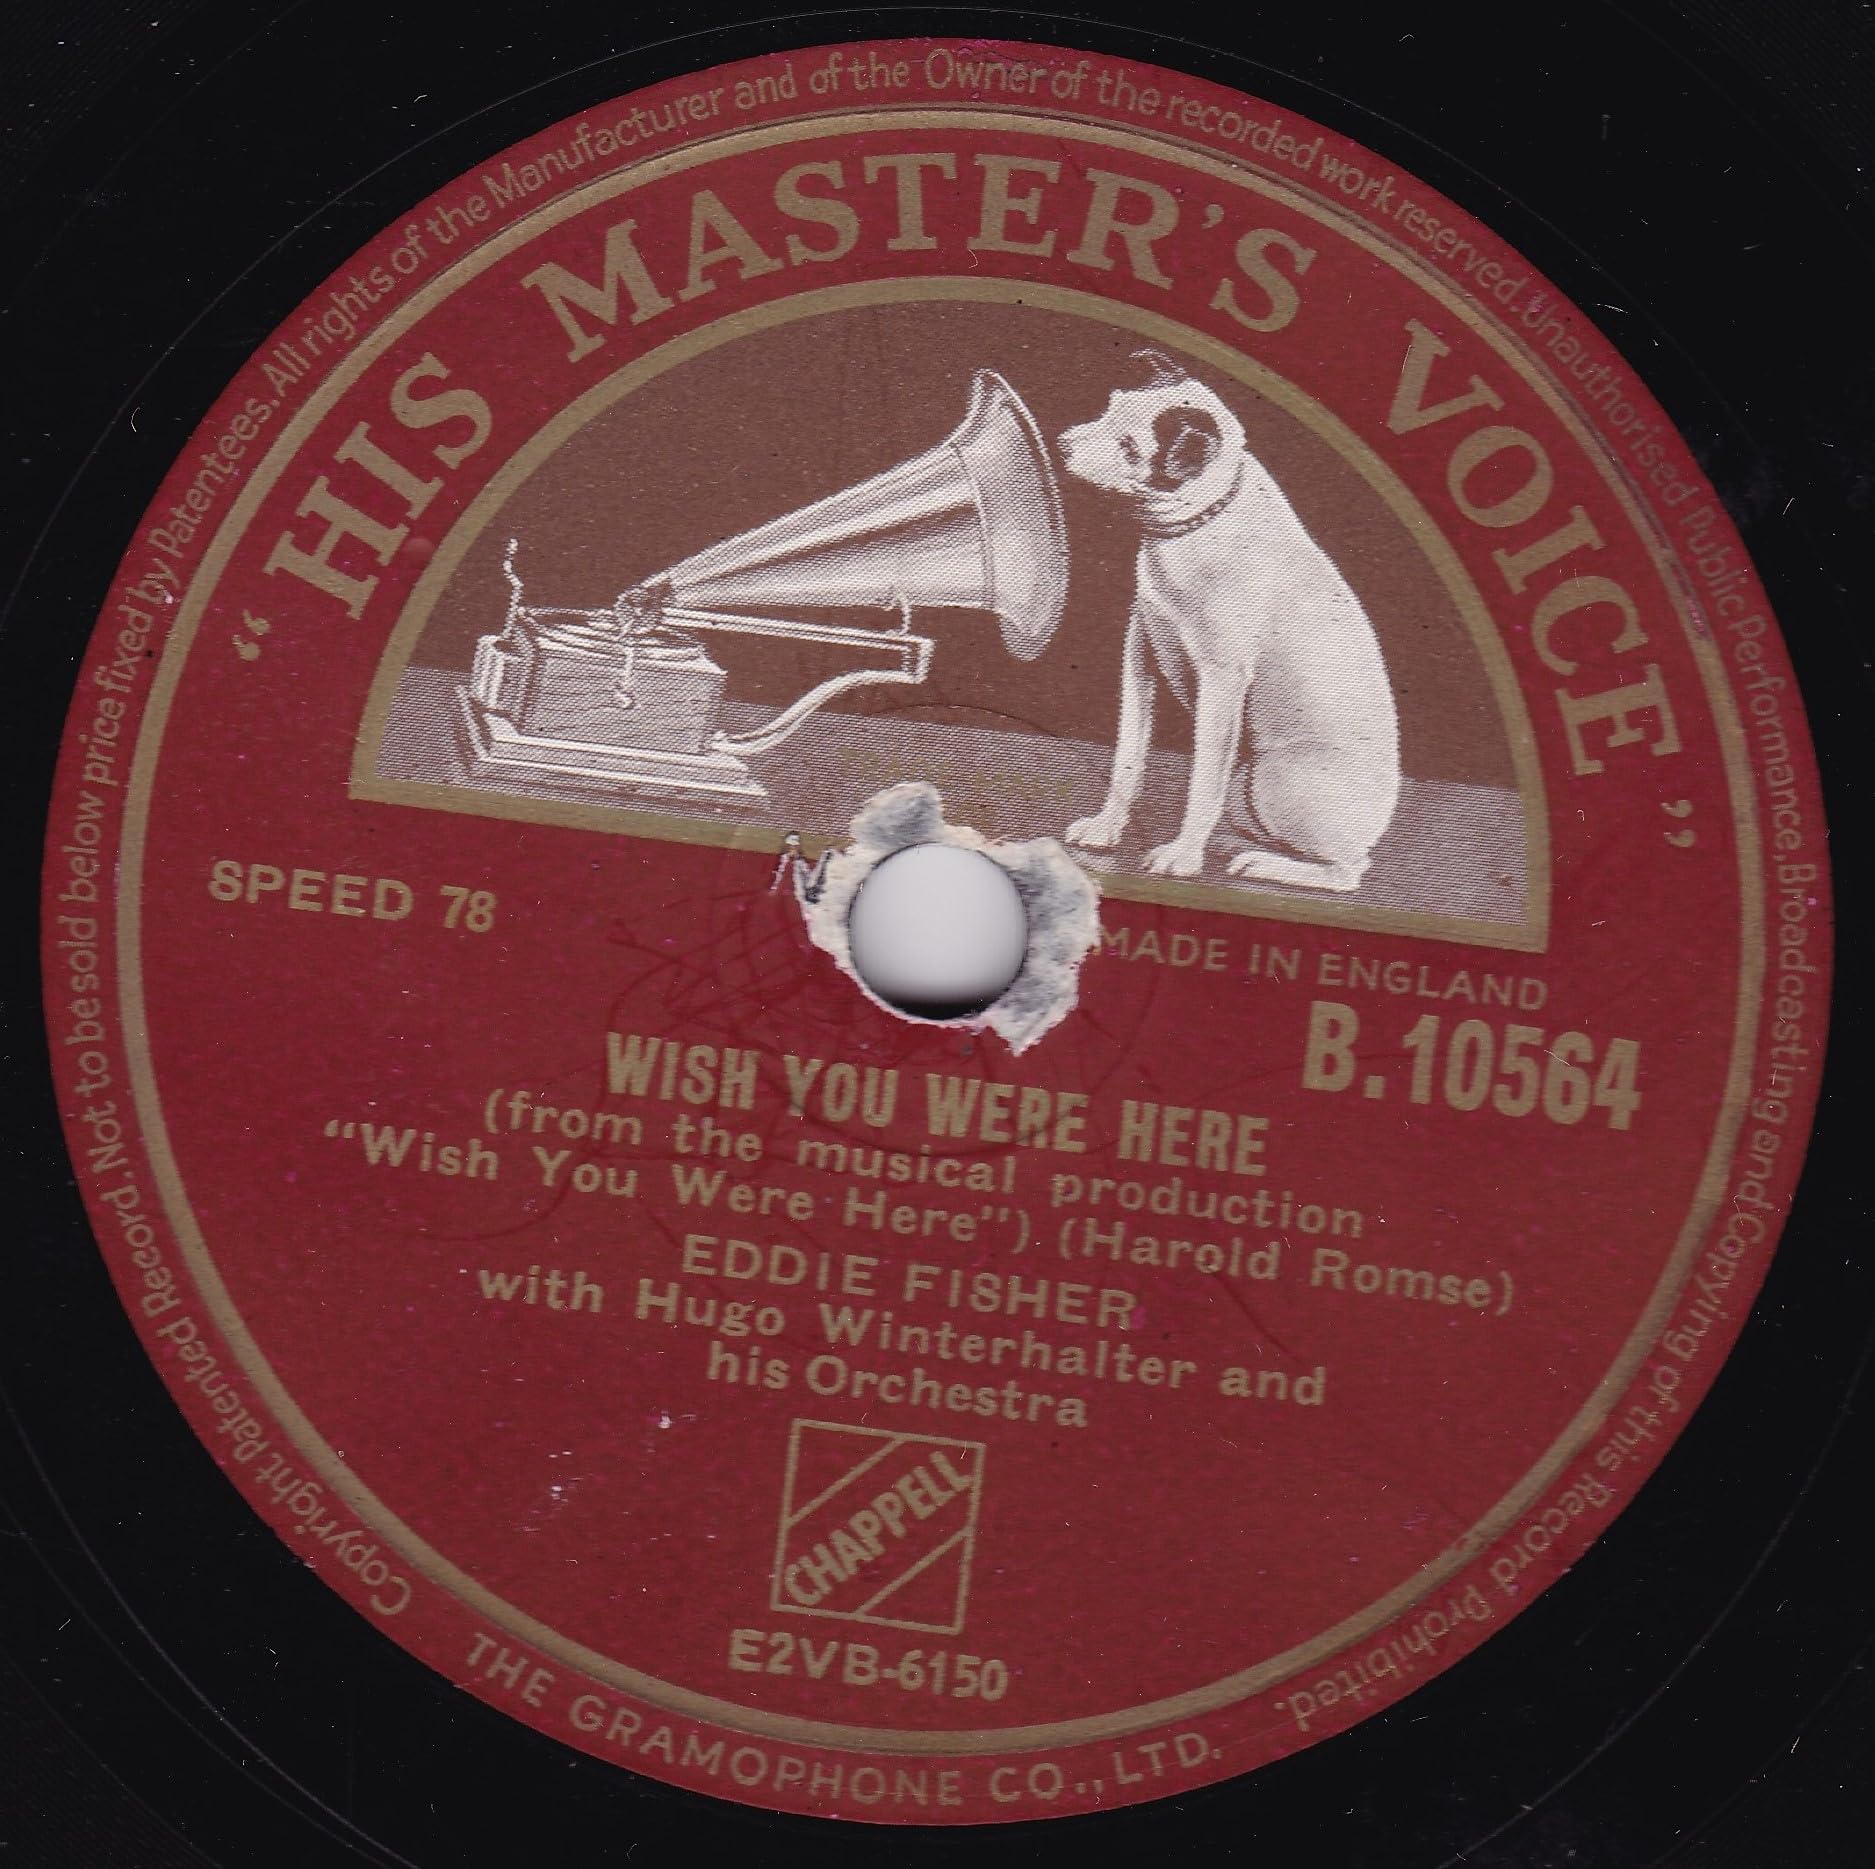 Copyright Patented Record. Not to be sold below price fixed by Patentees. All rights of the Manufacturer and of the Owner of the recorded work reserved. Unauthorised Public Performance, Broadcasting and Copying of this Record Prohibited.
“HIS MASTER'S VOICE”
SPEED 78
MADE IN ENGLAND
B.10564
WISH YOU WERE HERE
(from the musical production
“Wish You Were Here") (Harold Romse)
EDDIE FISHER
with Hugo Winterhalter and
his Orchestra
CHAPPELL
E2VB-6150
THE GRAMOPHONE CO., LTD.